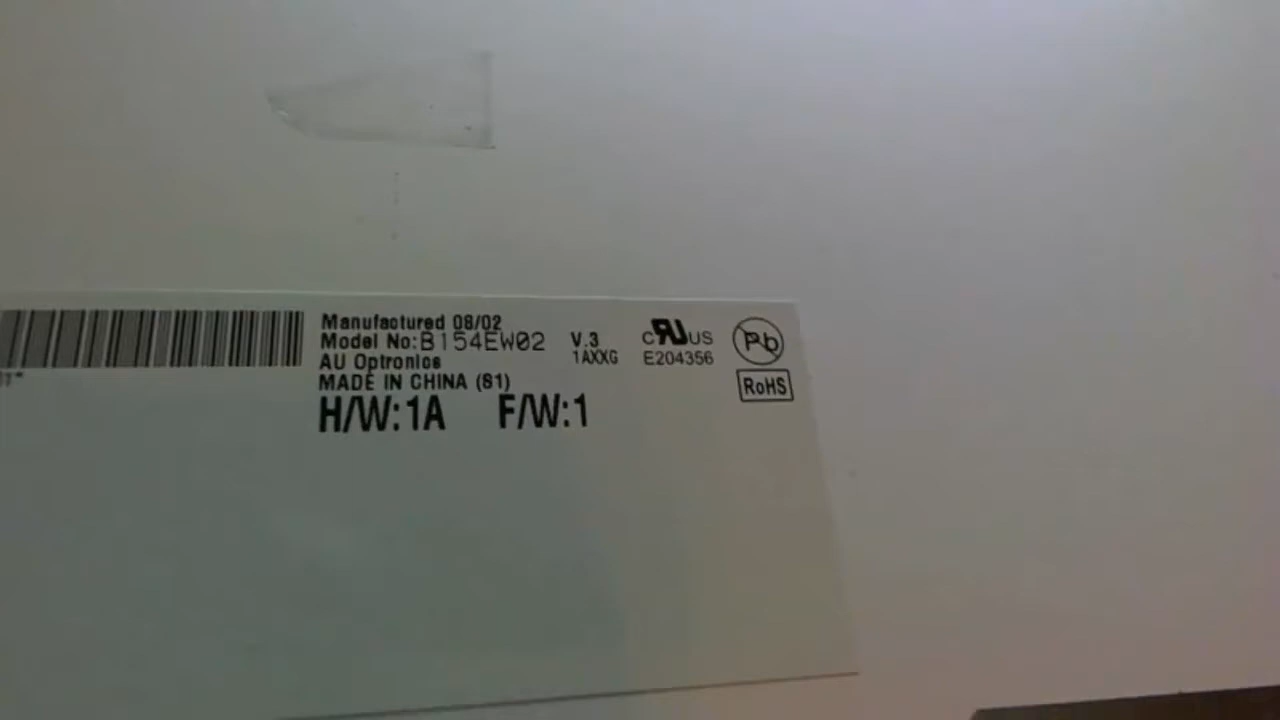 Manufactured 08/02
Model No:B154EW02 V.3
AU Optronics 1AXXG
MADE IN CHINA (S1)
H/W:1A F/W:1
C RU US
E204356
Pb
RoHS